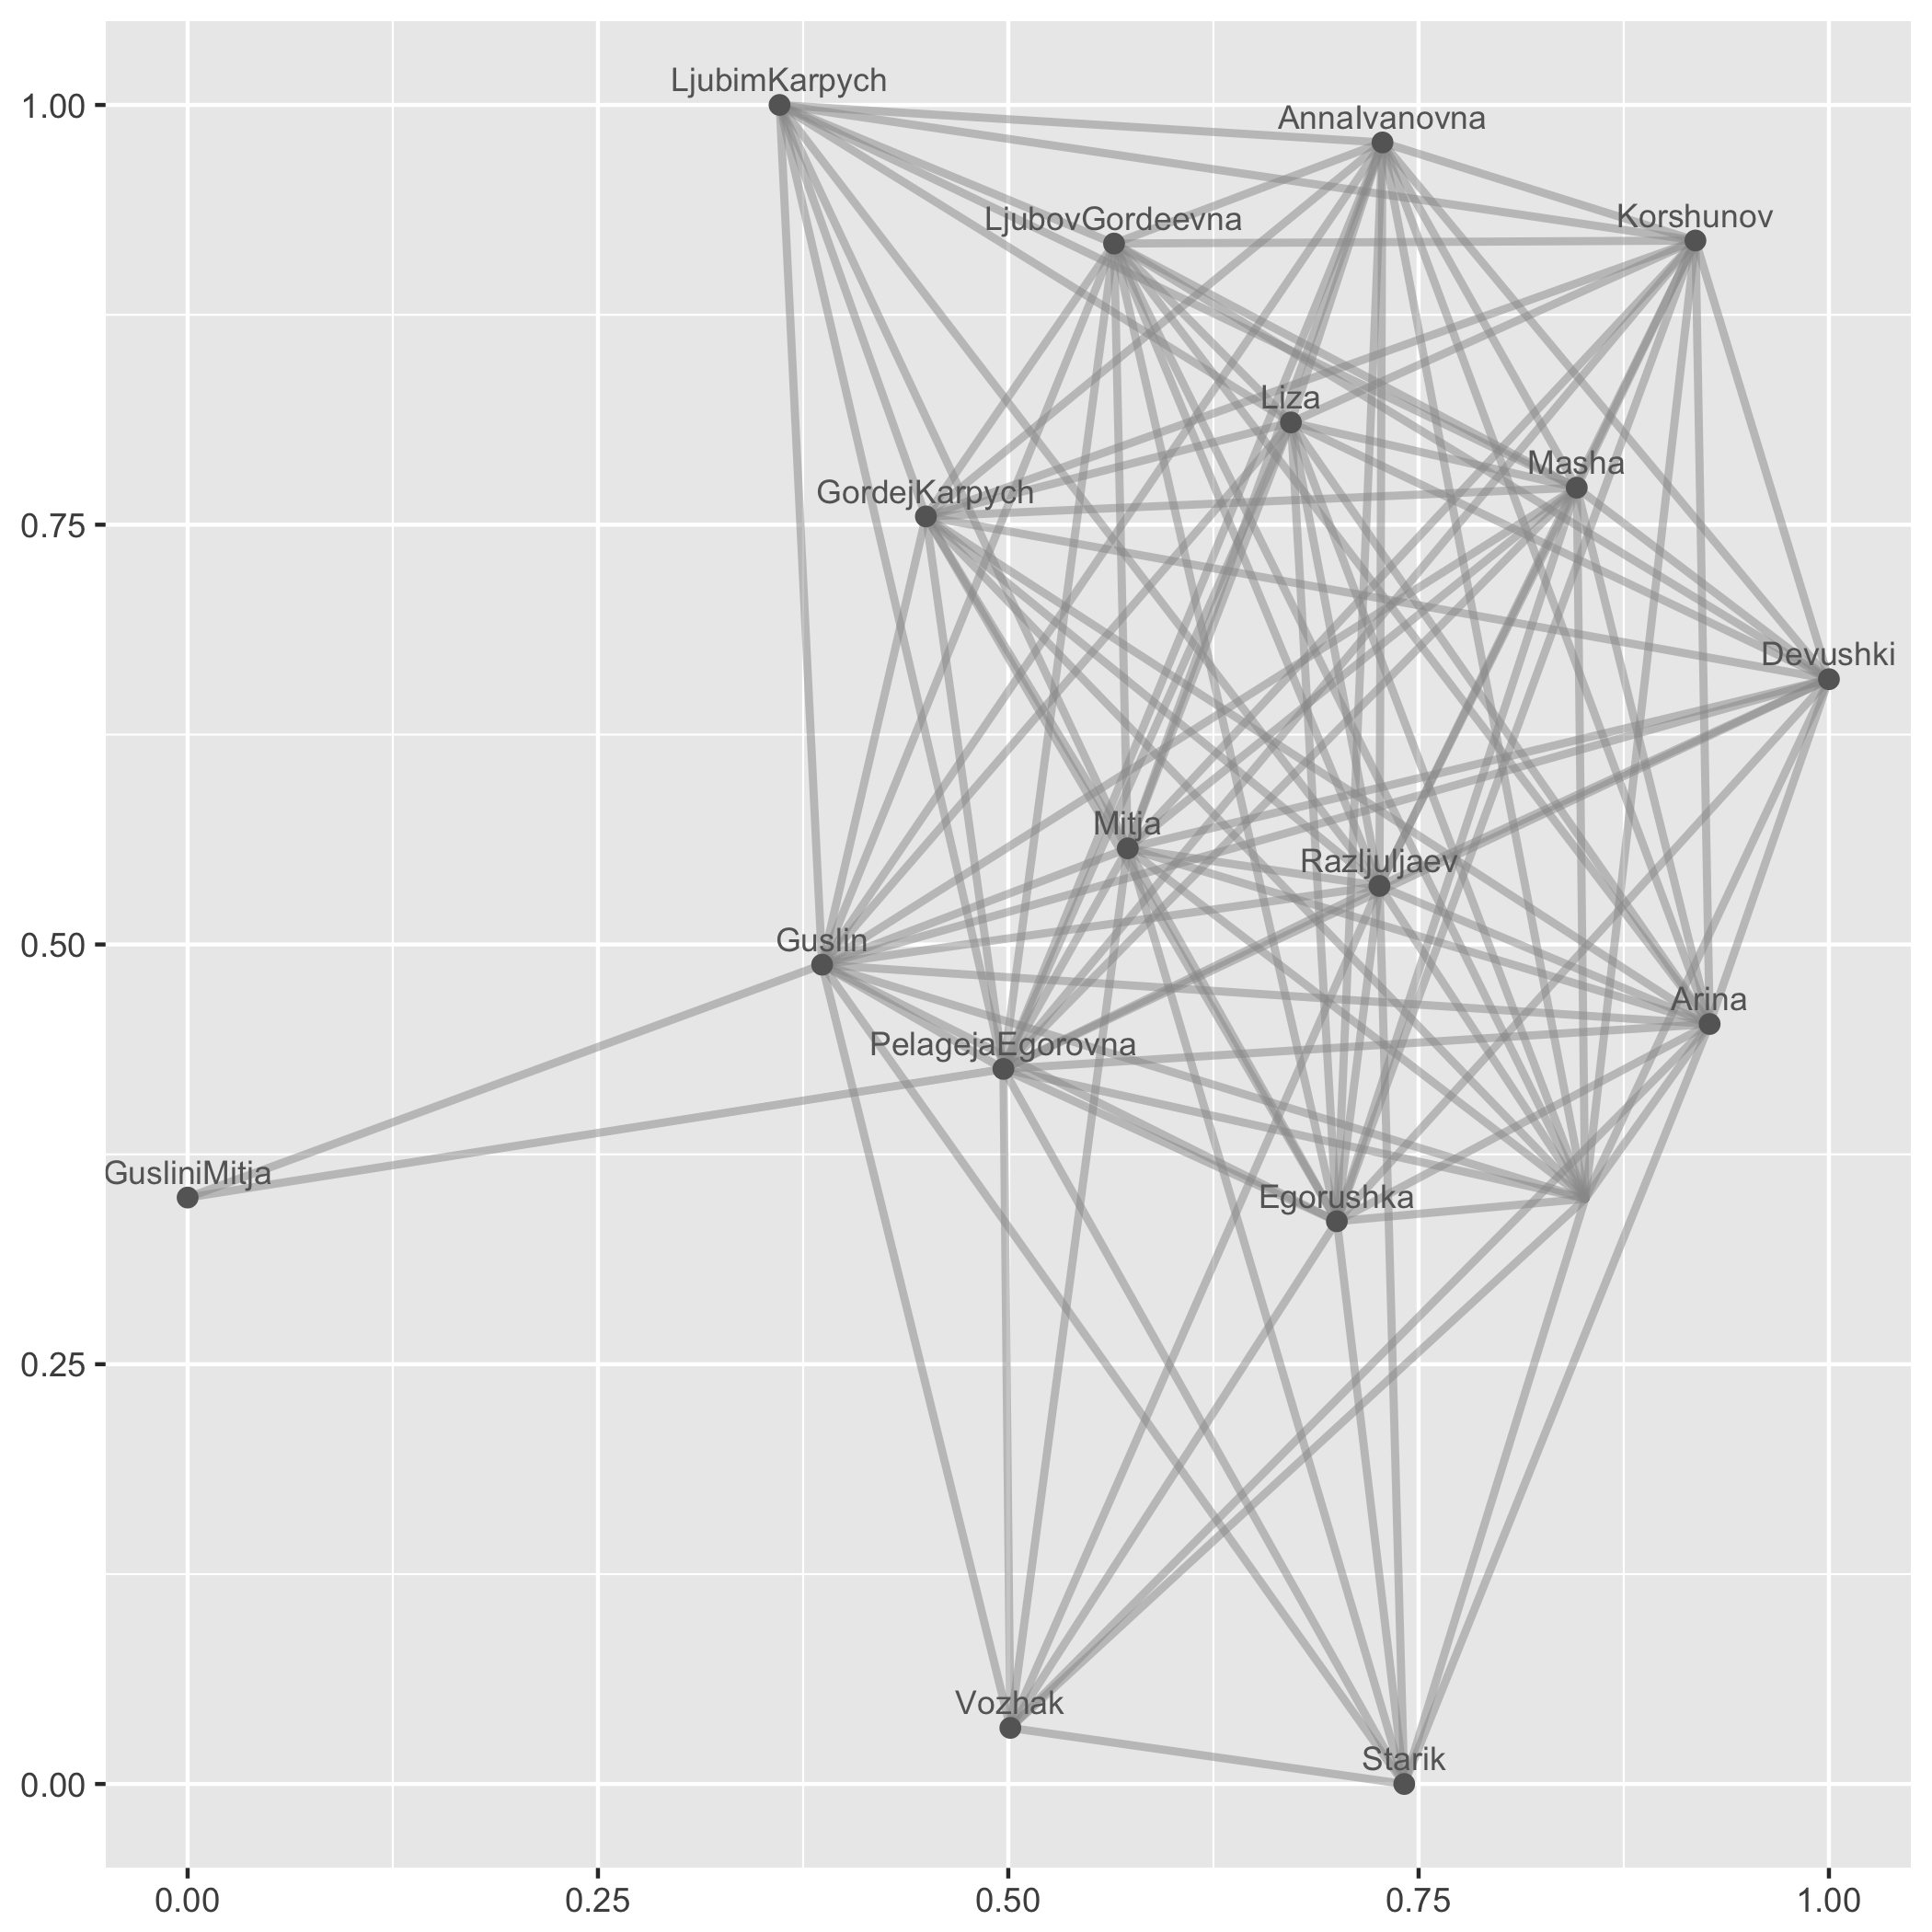 LjubimKarpych
1.00
AnnaIvanovna
LjubovGordeevna
Korshunov
Liza
Masha
GordejKarpych
0.75
Devushki
Mitja
Razljuljaev
Guslin
0.50
Arina
PelagejaEgorovna
GusliniMitja
Egorushka
0.25
Vozhak
Starik
0.00
0.00 0.25 0.50 0.75 1.00